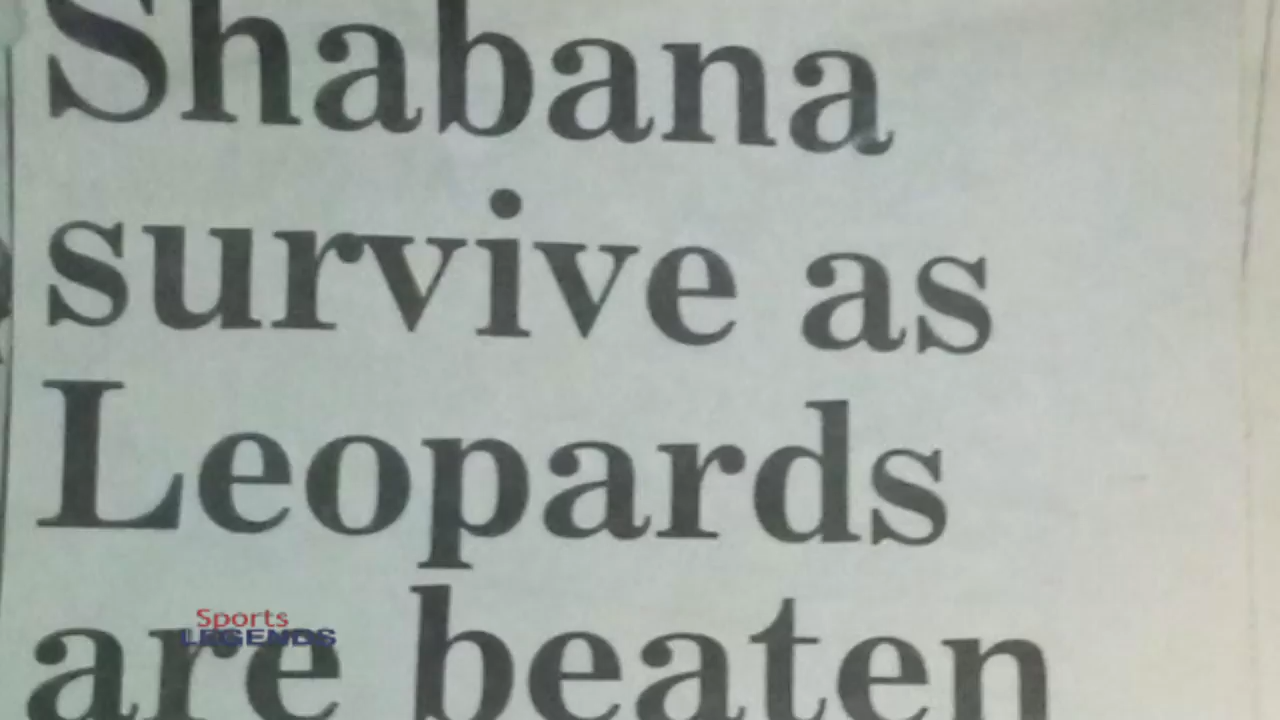 Shabana
survive as
Leopards
are beaten
Sports
LEGENDS